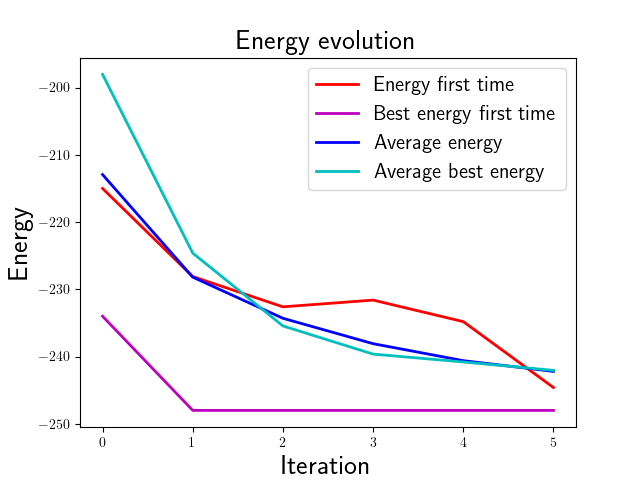 Energy evolution
Energy first time
Best energy first time
Average energy
Average best energy
Energy
−200
−210
−220
−230
−240
−250
0 1 2 3 4 5
Iteration